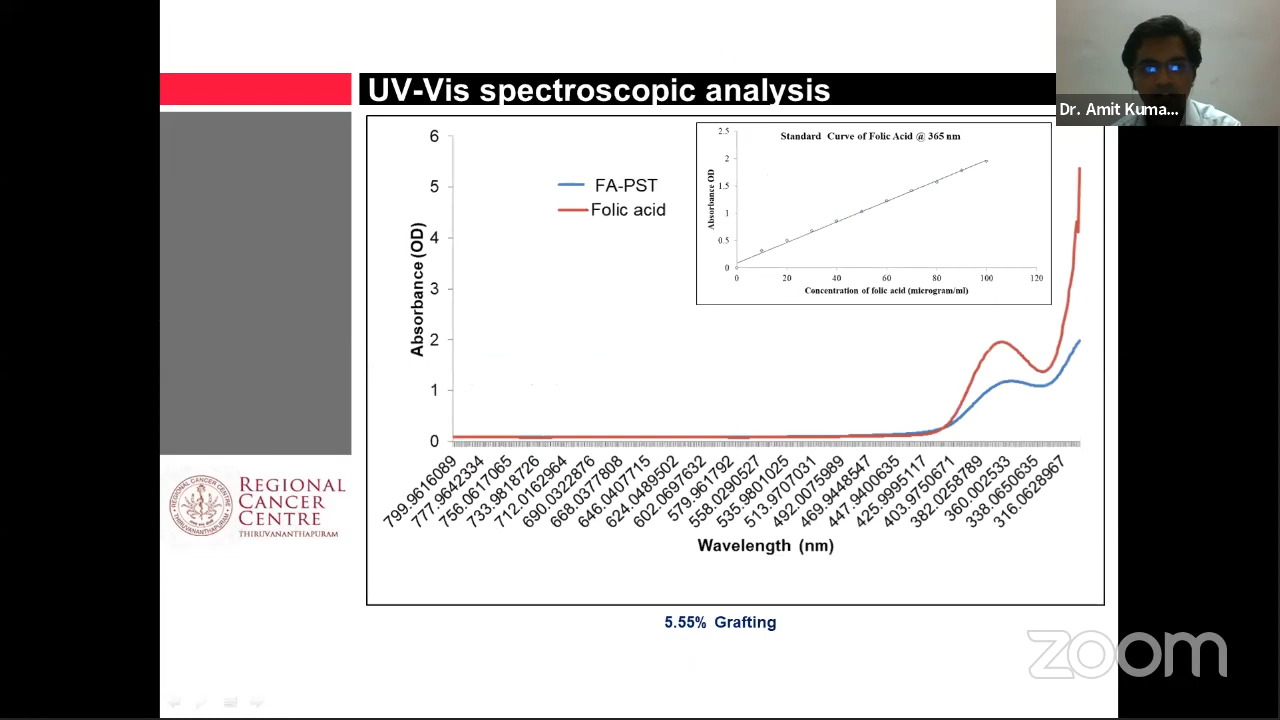 UV-Vis spectroscopic analysis
Dr. Amit Kuma...
6
5
4
3
2
1
0
Absorbance (OD)
FA-PST
Folic acid
Standard Curve of Folic Acid @ 365 nm
2.5
2
1.5
1
0.5
0
Absorbance OD
0 20 40 60 80 100 120
Concentration of folic acid (microgram/ml)
799.9616089
777.9642334
756.0617065
733.9818726
712.0162964
690.0322876
668.0377808
646.0407715
624.0489502
602.0697632
579.961792
558.0290527
535.9801025
513.9707031
492.0075989
469.9448547
447.9400635
425.9995117
403.9750671
382.0258789
360.002533
338.0650635
316.0628967
Wavelength (nm)
5.55% Grafting
REGIONAL CANCER CENTRE
THIRUVANANTHAPURAM
REGIONAL
CANCER
CENTRE
THIRUVANANTHAPURAM
zoom